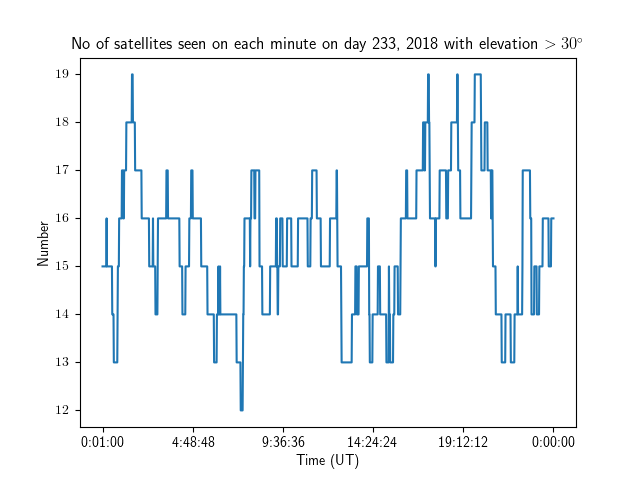 No of satellites seen on each minute on day 233, 2018 with elevation > 30°
19
18
17
16
15
14
13
12
Number
0:01:00 4:48:48 9:36:36 14:24:24 19:12:12 0:00:00
Time (UT)